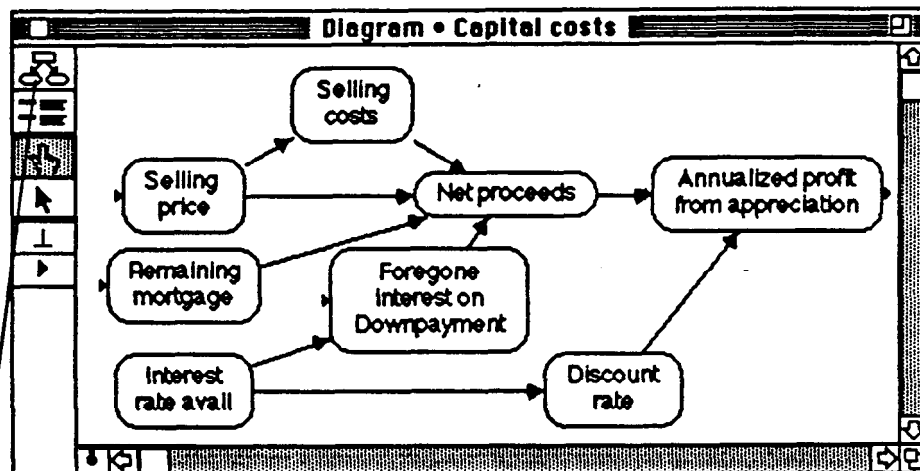 Diagram • Capital costs
Selling
costs
Selling
price
Net proceeds
Annualized profit
from appreciation
Remaining
mortgage
Foregone
Interest on
Downpayment
Interest
rate avail
Discount
rate